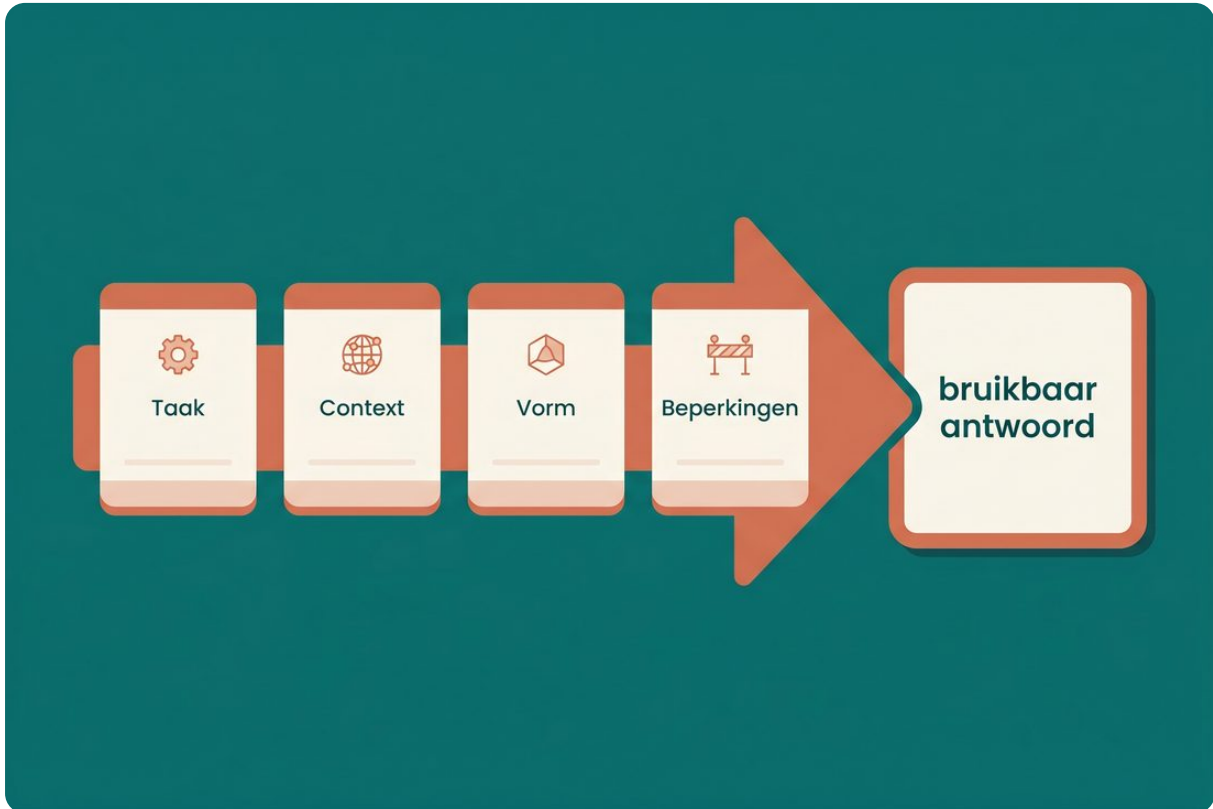 Taak
Context
Vorm
Beperkingen
bruikbaar
antwoord